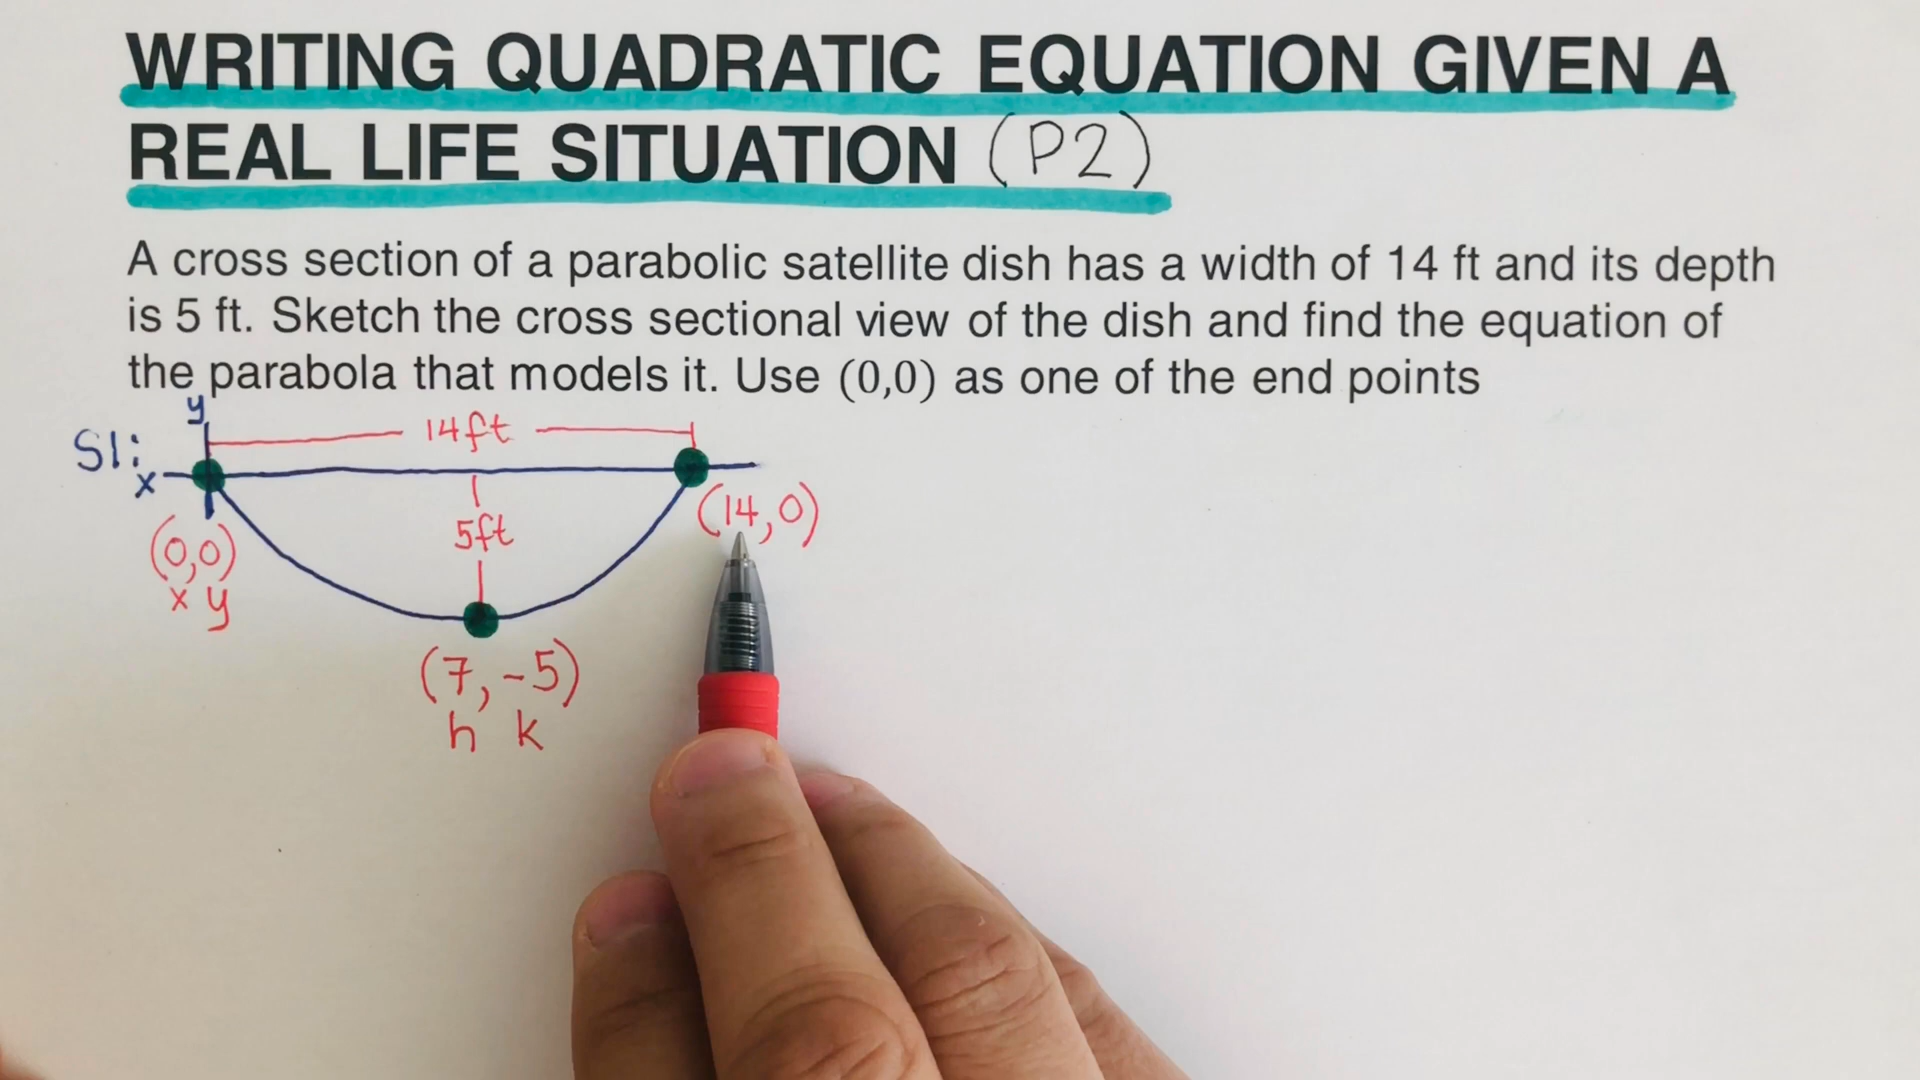 WRITING QUADRATIC EQUATION GIVEN A
REAL LIFE SITUATION (P2)
A cross section of a parabolic satellite dish has a width of 14 ft and its depth
is 5 ft. Sketch the cross sectional view of the dish and find the equation of
the parabola that models it. Use (0,0) as one of the end points
y
14ft
S1:
x
(14,0)
5ft
(0,0)
x y
(7,-5)
h k